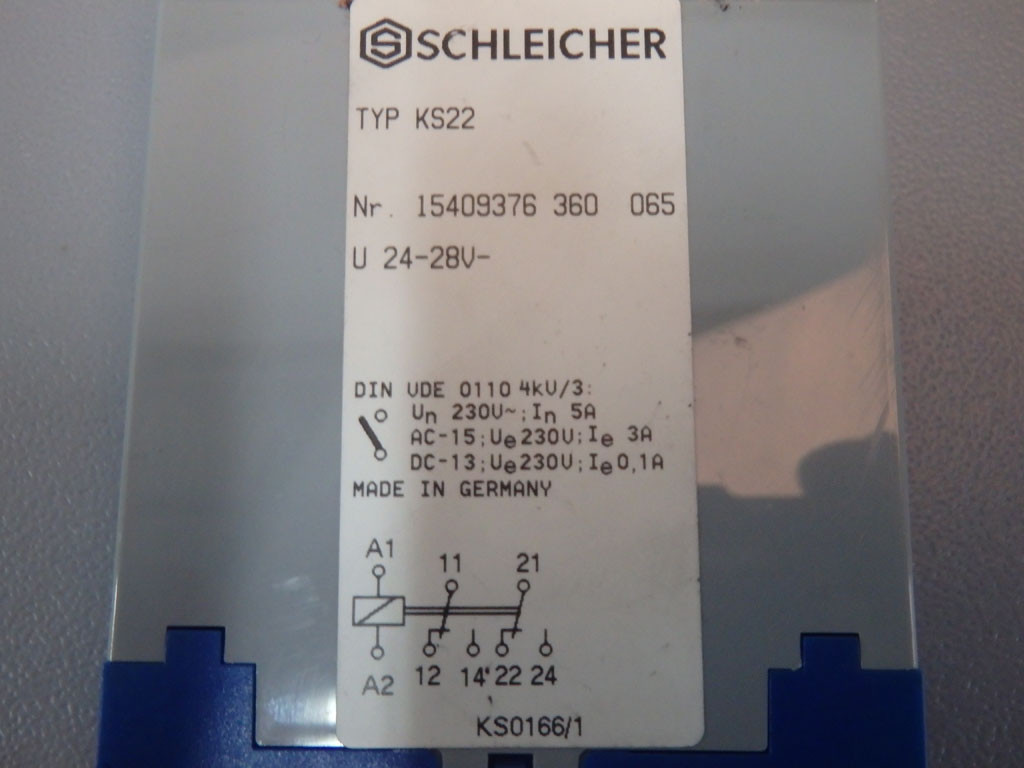 SCHLEICHER
TYP KS22
Nr. 15409376 360 065
U 24-28V-
DIN VDE 0110 4kV/3:
Un 230V~; In 5A
AC-15; Ue 230V; Ie 3A
DC-13; Ue 230V; Ie 0,1A
MADE IN GERMANY
A1 11 21
A2 12 14 22 24
KS0166/1